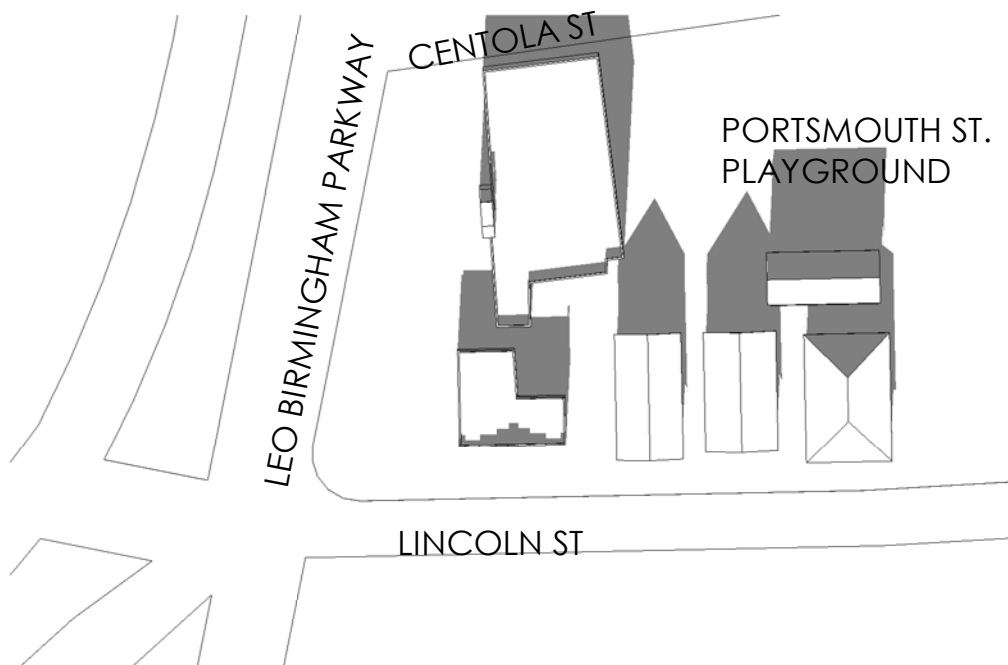 CENTOLA ST
LEO BIRMINGHAM PARKWAY
PORTSMOUTH ST.
PLAYGROUND
LINCOLN ST